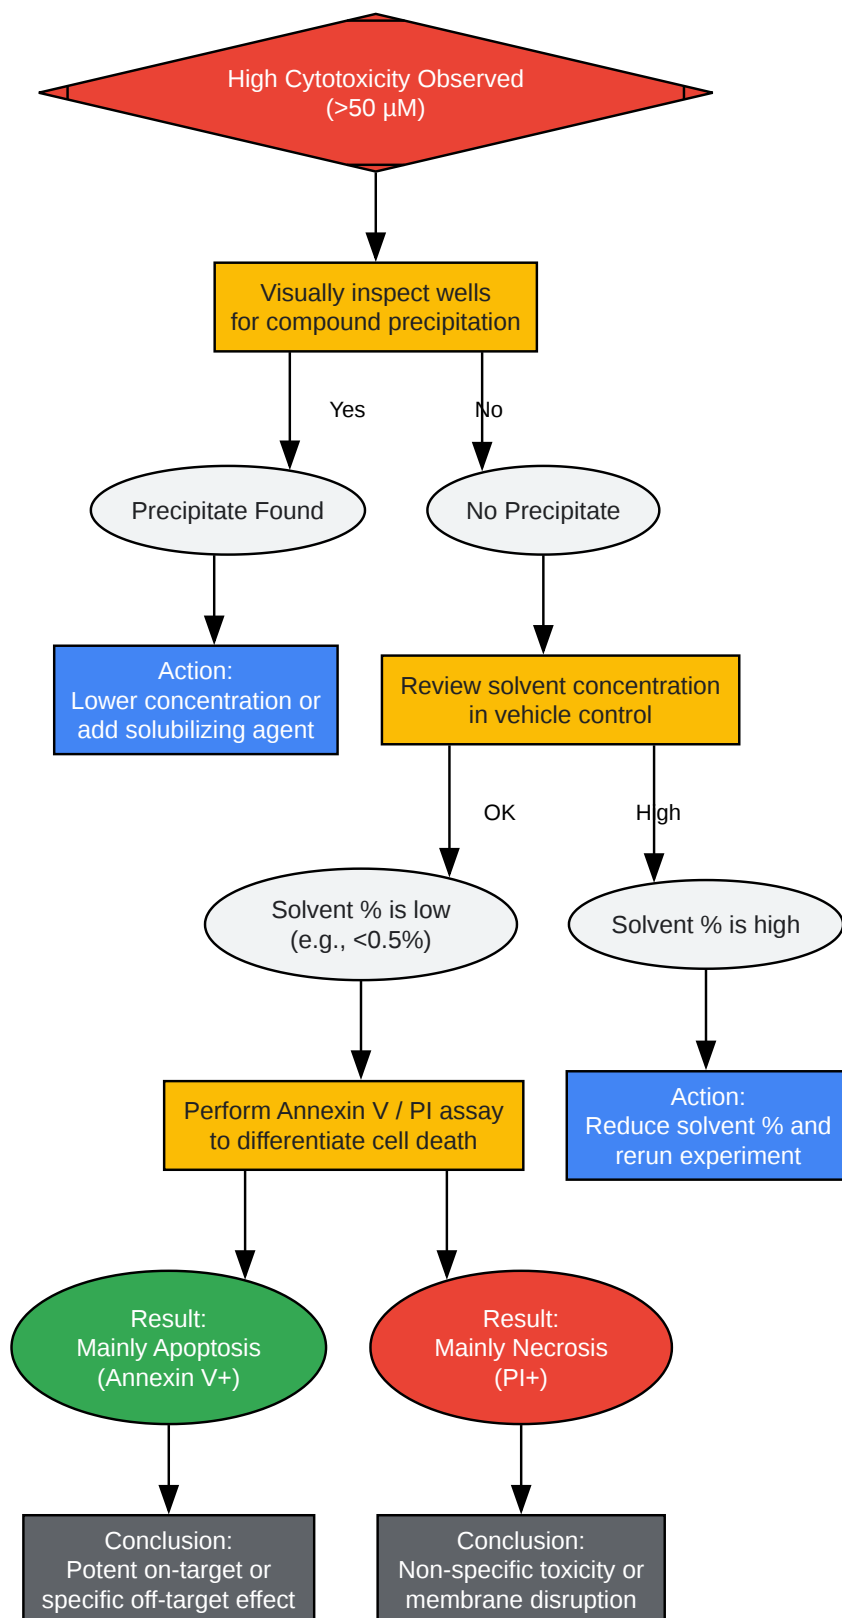 High Cytotoxicity Observed
(>50 µM)
Visually inspect wells
for compound precipitation
Yes
No
Precipitate Found
No Precipitate
Action:
Lower concentration or
add solubilizing agent
Review solvent concentration
in vehicle control
OK
High
Solvent % is low
(e.g., <0.5%)
Solvent % is high
Perform Annexin V / PI assay
to differentiate cell death
Action:
Reduce solvent % and
rerun experiment
Result:
Mainly Apoptosis
(Annexin V+)
Result:
Mainly Necrosis
(PI+)
Conclusion:
Potent on-target or
specific off-target effect
Conclusion:
Non-specific toxicity or
membrane disruption